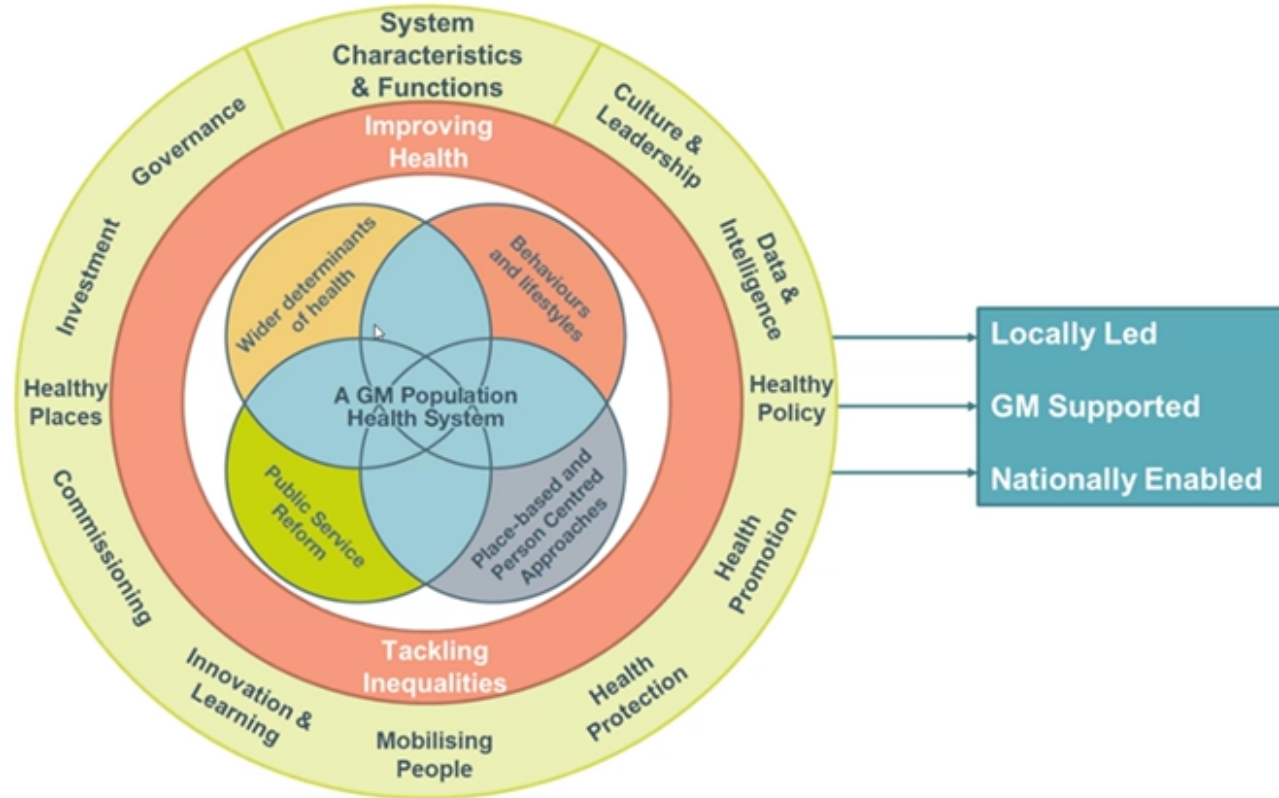 System
Characteristics
& Functions
Culture &
Leadership
Data &
Intelligence
Healthy
Policy
Health
Promotion
Health
Protection
Mobilising
People
Innovation &
Learning
Commissioning
Healthy
Places
Investment
Governance
Improving
Health
Tackling
Inequalities
Wider determinants
of health
Behaviours
and lifestyles
A GM Population
Health System
Public Service
Reform
Place-based and
Person Centred
Approaches
Locally Led
GM Supported
Nationally Enabled